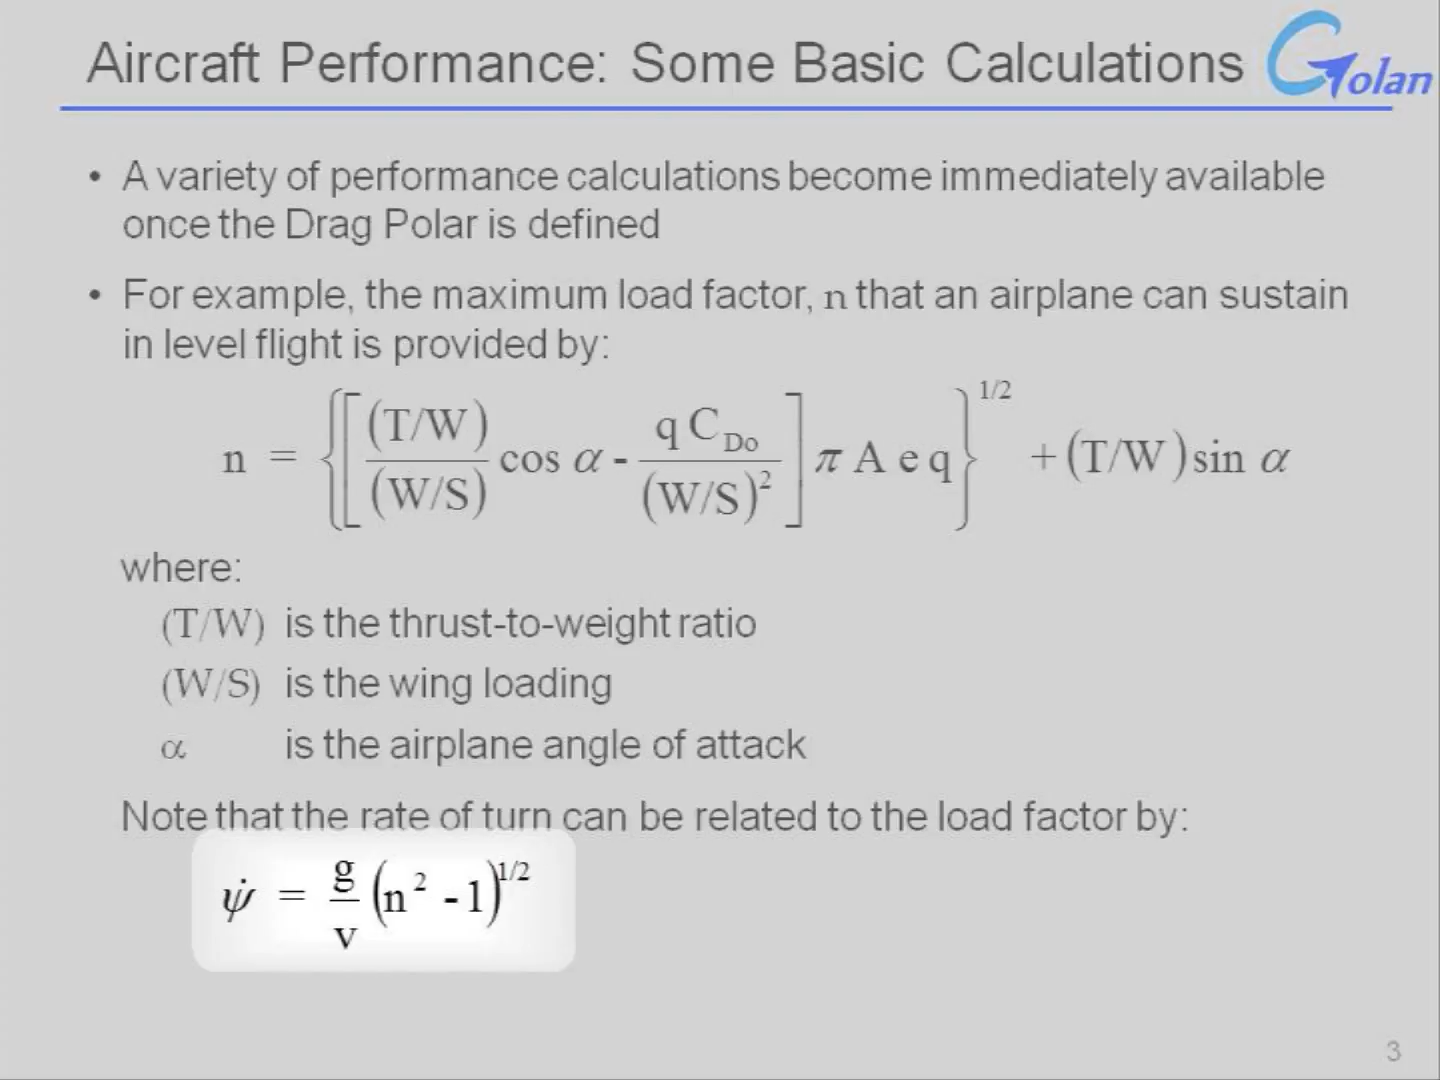 Aircraft Performance: Some Basic Calculations
Golan
• A variety of performance calculations become immediately available
once the Drag Polar is defined
• For example, the maximum load factor, n that an airplane can sustain
in level flight is provided by:
n = {[(T/W)/(W/S) cos α - q C_Do/(W/S)²] π A e q}^1/2 + (T/W) sin α
where:
(T/W) is the thrust-to-weight ratio
(W/S) is the wing loading
α is the airplane angle of attack
Note that the rate of turn can be related to the load factor by:
ψ̇ = g/v (n² - 1)^1/2
3